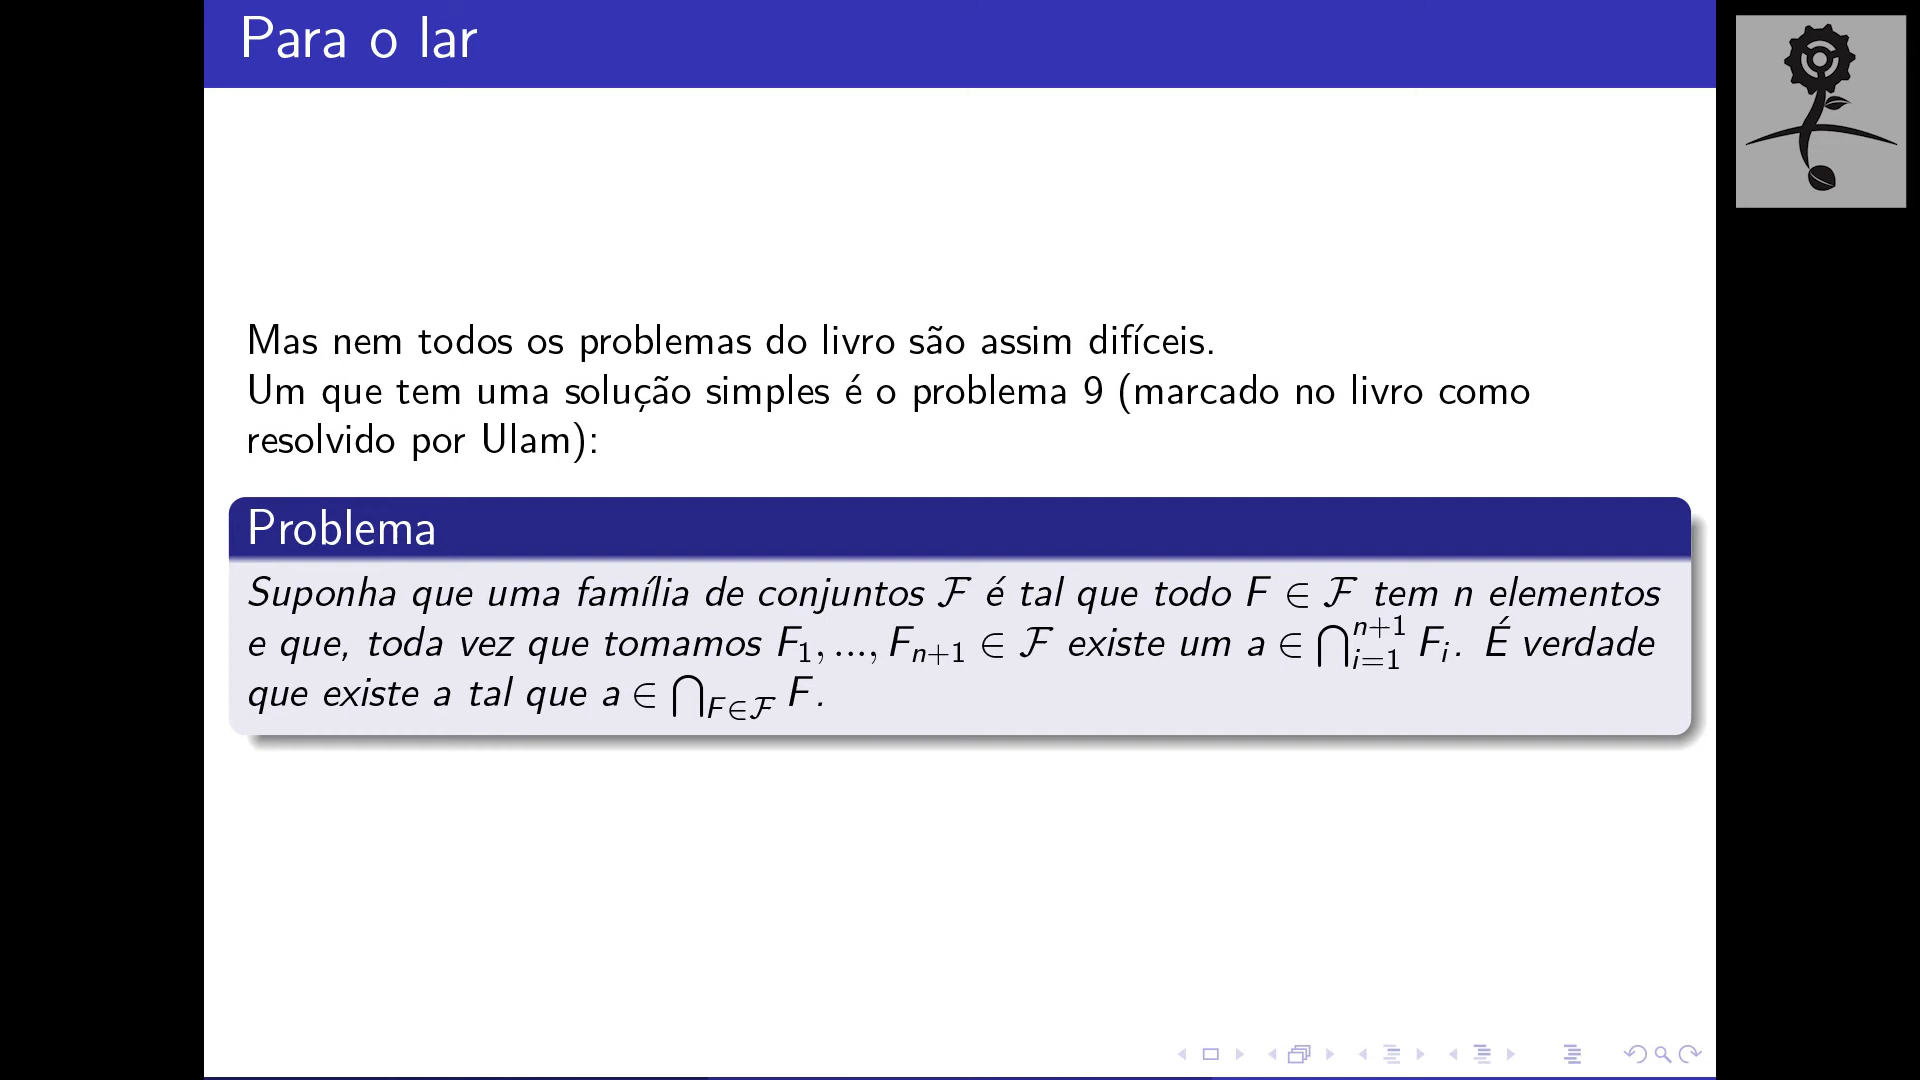 Para o lar
Mas nem todos os problemas do livro são assim difíceis.
Um que tem uma solução simples é o problema 9 (marcado no livro como
resolvido por Ulam):
Problema
Suponha que uma família de conjuntos ℱ é tal que todo F ∈ ℱ tem n elementos
e que, toda vez que tomamos F₁, ..., Fₙ₊₁ ∈ ℱ existe um a ∈ ⋂ᵢ₌₁ⁿ⁺¹ Fᵢ. É verdade
que existe a tal que a ∈ ⋂_{F∈ℱ} F.